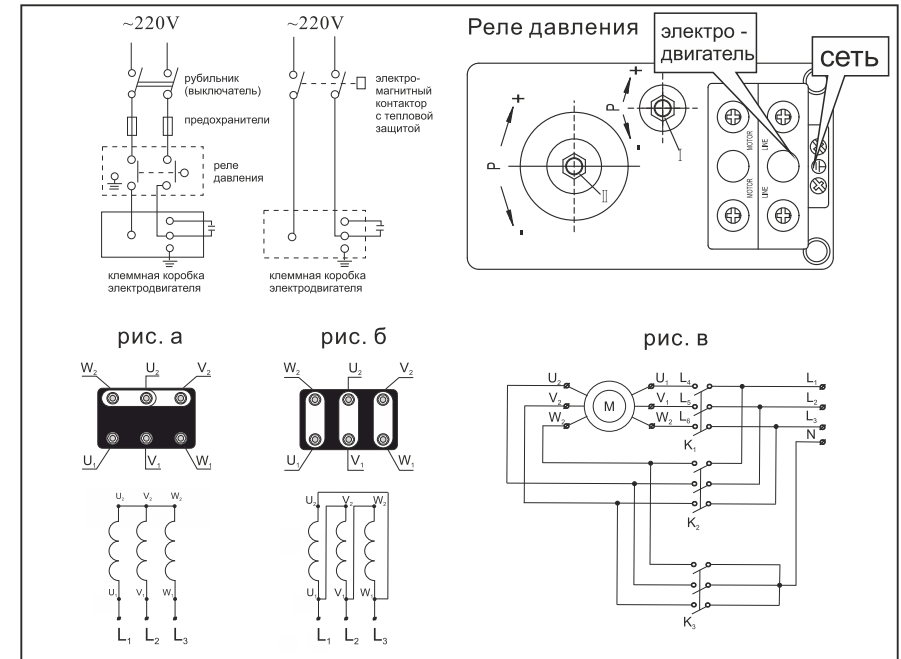 ~220V
~220V
рубильник
(выключатель)
предохранители
реле
давления
клеммная коробка
электродвигателя
электро-
магнитный
контактор
с тепловой
защитой
клеммная коробка
электродвигателя
Реле давления
электро -
двигатель
сеть
+
P
-
+
P
-
I
II
MOTOR
LINE
MOTOR
LINE
рис. а
W₂ U₂ V₂
U₁ V₁ W₁
U₂ V₂ W₂
U₁ V₁ W₁
L₁ L₂ L₃
рис. б
W₂ U₂ V₂
U₁ V₁ W₁
U₂ V₂ W₂
U₁ V₁ W₁
L₁ L₂ L₃
рис. в
U₂ U₁ L₄ L₁
V₂ M V₁ L₅ L₂
W₂ W₂ L₆ L₃
N
K₁
K₂
K₃